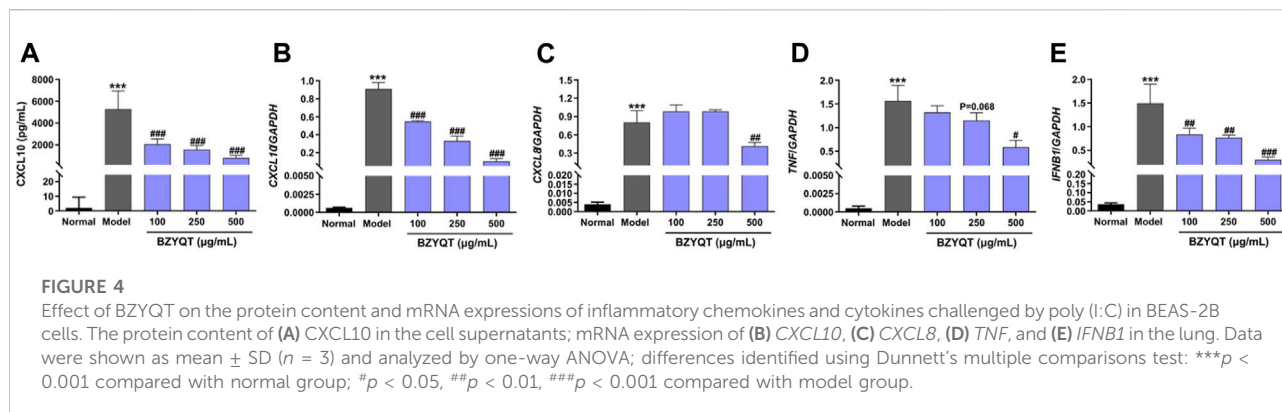 A
B
C
D
E
CXCL10 (pg/mL)
8000
6000
4000
2000
20
10
0
***
###
###
###
Normal
Model
100
250
500
BZYQT (µg/mL)
CXCL10/GAPDH
1.0
0.8
0.6
0.4
0.2
0.0050
0.0025
0.0000
***
###
###
###
Normal
Model
100
250
500
BZYQT (µg/mL)
CXCL8/GAPDH
1.5
1.2
0.9
0.6
0.3
0.020
0.015
0.010
0.005
0.000
***
##
Normal
Model
100
250
500
BZYQT (µg/mL)
TNF/GAPDH
2.0
1.5
1.0
0.5
0.0050
0.0025
0.0000
***
P=0.068
#
Normal
Model
100
250
500
BZYQT (µg/mL)
IFNB1/GAPDH
2.0
1.5
1.0
0.5
0.20
0.15
0.10
0.05
0.00
***
##
##
###
Normal
Model
100
250
500
BZYQT (µg/mL)
FIGURE 4
Effect of BZYQT on the protein content and mRNA expressions of inflammatory chemokines and cytokines challenged by poly (I:C) in BEAS-2B
cells. The protein content of (A) CXCL10 in the cell supernatants; mRNA expression of (B) CXCL10, (C) CXCL8, (D) TNF, and (E) IFNB1 in the lung. Data
were shown as mean ± SD (n = 3) and analyzed by one-way ANOVA; differences identified using Dunnett's multiple comparisons test: ***p <
0.001 compared with normal group; #p < 0.05, ##p < 0.01, ###p < 0.001 compared with model group.